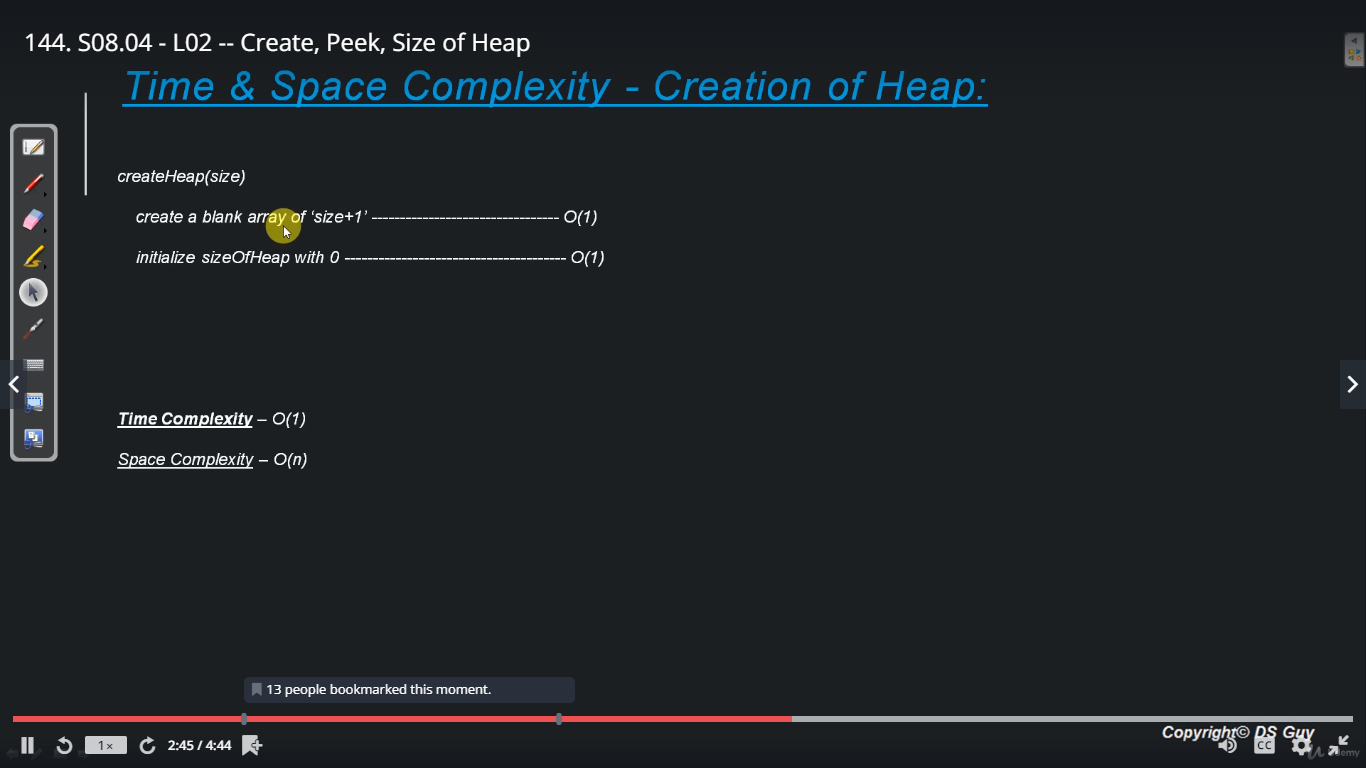 144. S08.04 - L02 -- Create, Peek, Size of Heap
Time & Space Complexity - Creation of Heap:
createHeap(size)
create a blank array of ‘size+1’ --------------------------------- O(1)
initialize sizeOfHeap with 0 --------------------------------------- O(1)
Time Complexity – O(1)
Space Complexity – O(n)
13 people bookmarked this moment.
Copyright© DS Guy
1× 2:45 / 4:44 CC